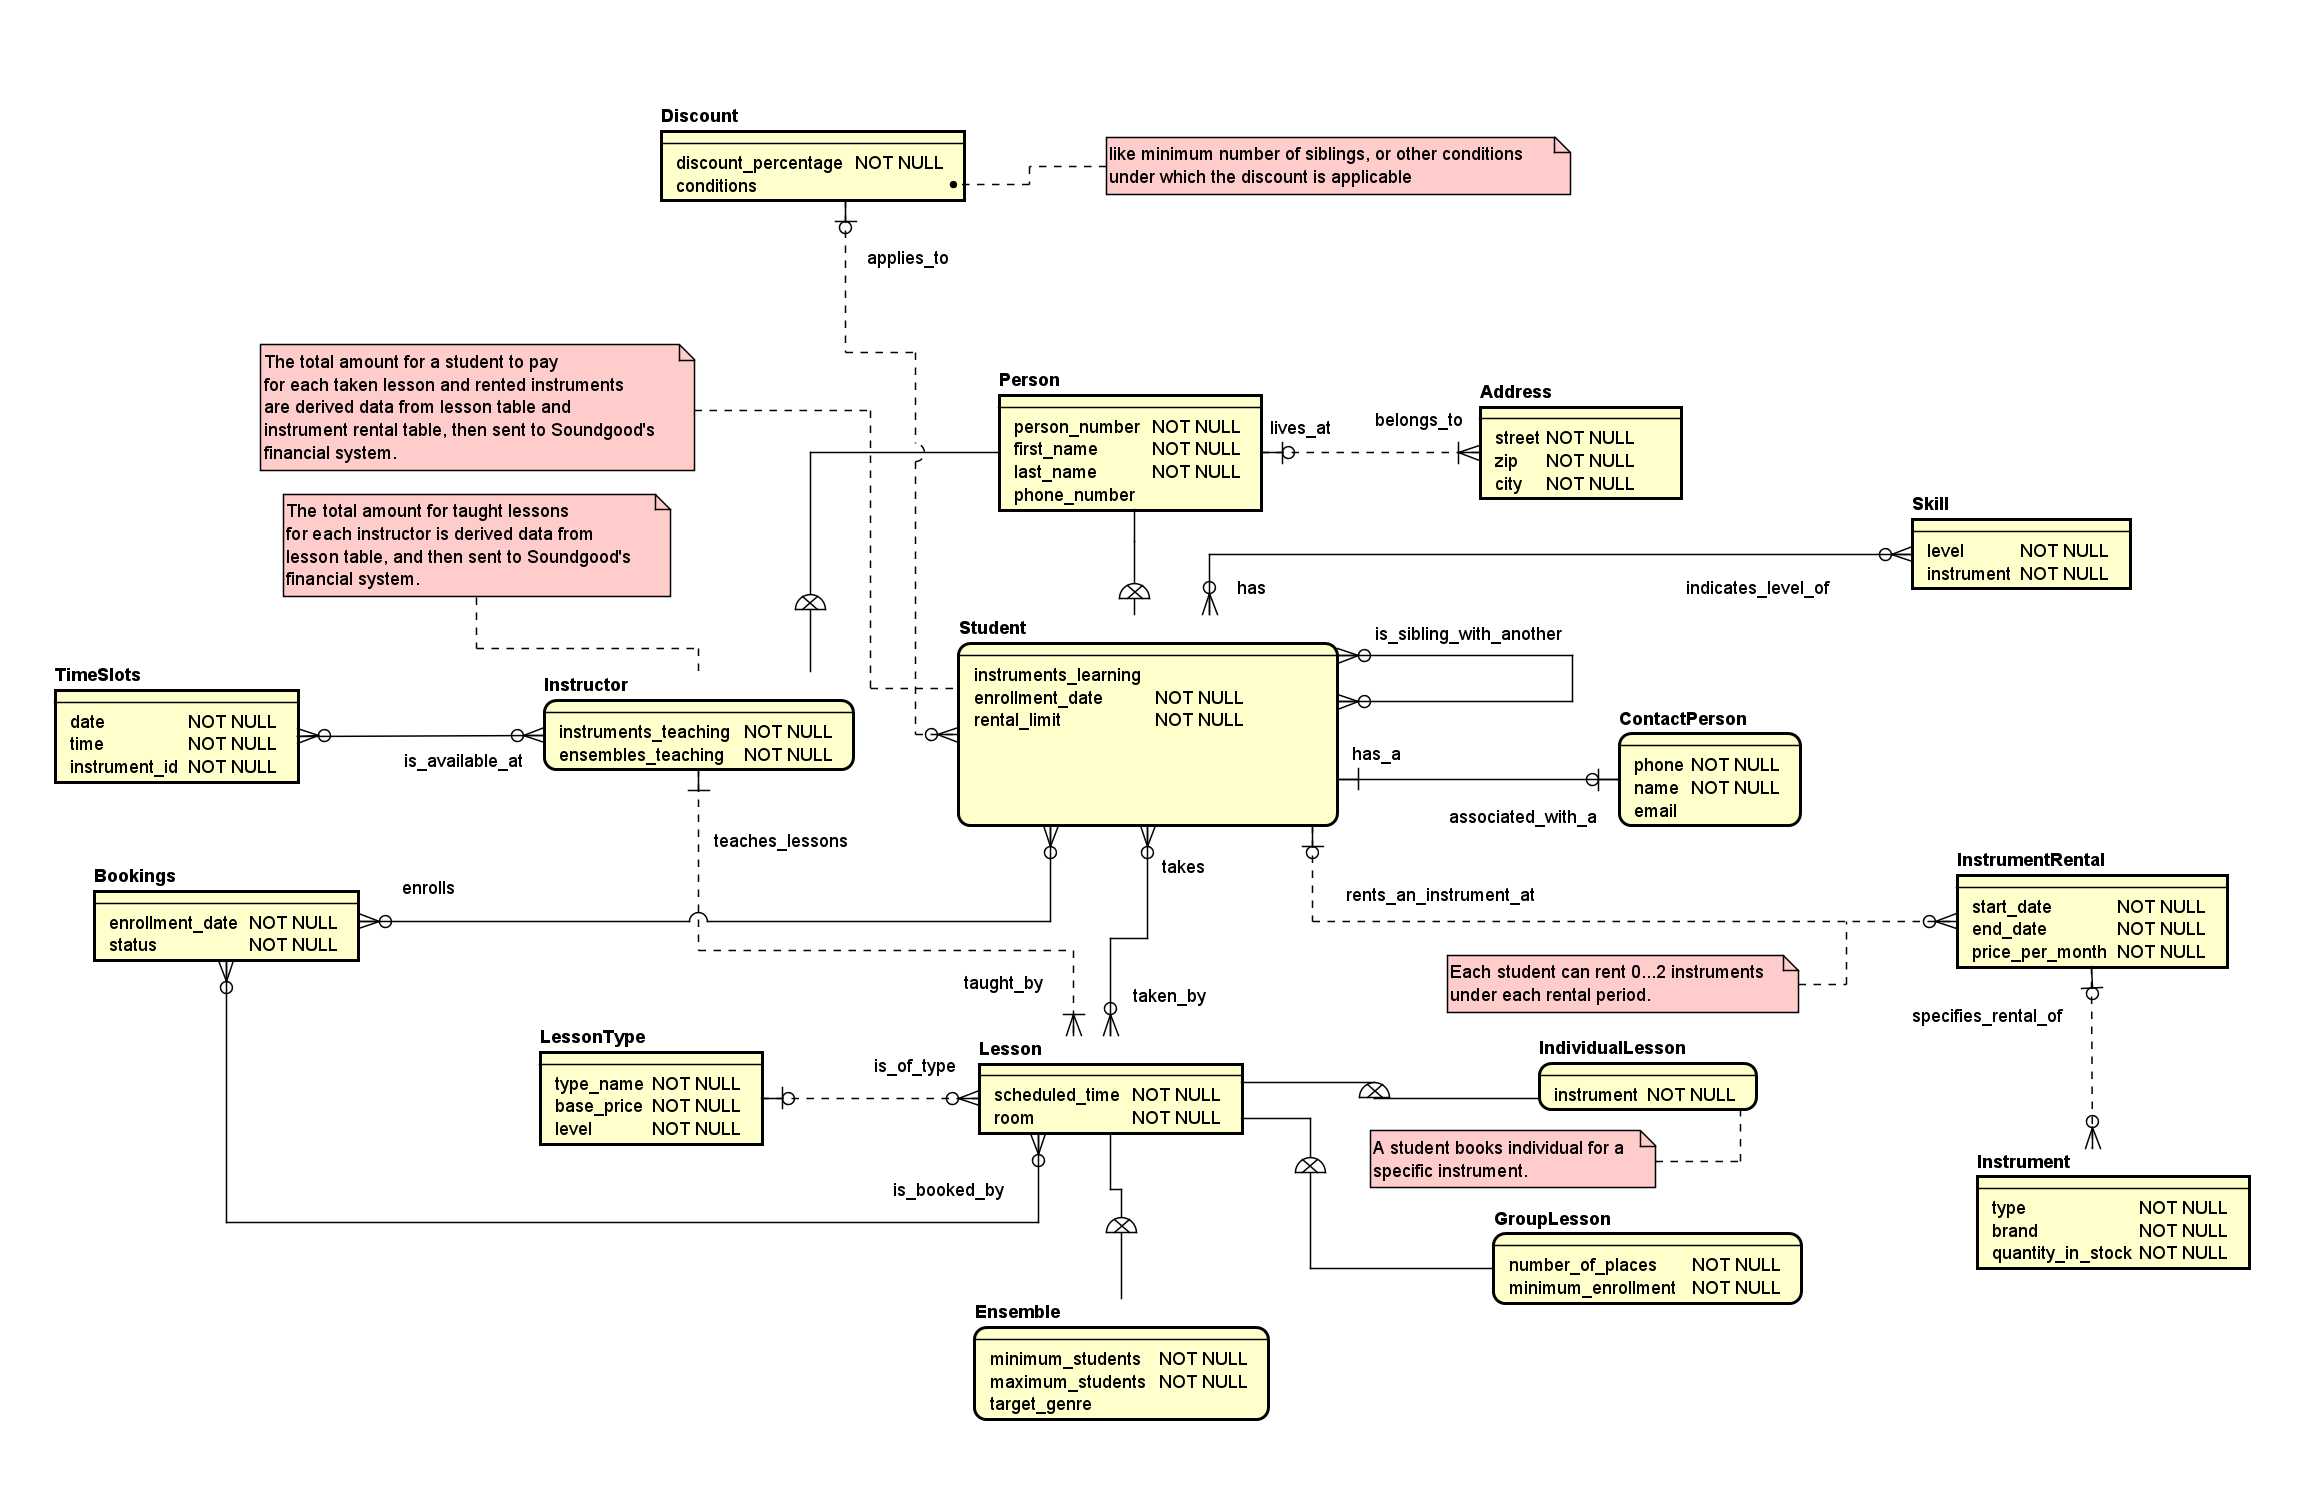 Discount
discount_percentage NOT NULL
conditions
like minimum number of siblings, or other conditions
under which the discount is applicable
applies_to
The total amount for a student to pay
for each taken lesson and rented instruments
are derived data from lesson table and
instrument rental table, then sent to Soundgood's
financial system.
Person
person_number NOT NULL
first_name NOT NULL
last_name NOT NULL
phone_number
lives_at
belongs_to
Address
street NOT NULL
zip NOT NULL
city NOT NULL
The total amount for taught lessons
for each instructor is derived data from
lesson table, and then sent to Soundgood's
financial system.
Skill
level NOT NULL
instrument NOT NULL
has
indicates_level_of
Student
instruments_learning
enrollment_date NOT NULL
rental_limit NOT NULL
is_sibling_with_another
TimeSlots
date NOT NULL
time NOT NULL
instrument_id NOT NULL
is_available_at
Instructor
instruments_teaching NOT NULL
ensembles_teaching NOT NULL
ContactPerson
phone NOT NULL
name NOT NULL
email
has_a
associated_with_a
teaches_lessons
takes
Bookings
enrollment_date NOT NULL
status NOT NULL
enrolls
rents_an_instrument_at
InstrumentRental
start_date NOT NULL
end_date NOT NULL
price_per_month NOT NULL
Each student can rent 0...2 instruments
under each rental period.
taught_by
taken_by
specifies_rental_of
LessonType
type_name NOT NULL
base_price NOT NULL
level NOT NULL
is_of_type
Lesson
scheduled_time NOT NULL
room NOT NULL
IndividualLesson
instrument NOT NULL
A student books individual for a
specific instrument.
Instrument
type NOT NULL
brand NOT NULL
quantity_in_stock NOT NULL
is_booked_by
GroupLesson
number_of_places NOT NULL
minimum_enrollment NOT NULL
Ensemble
minimum_students NOT NULL
maximum_students NOT NULL
target_genre